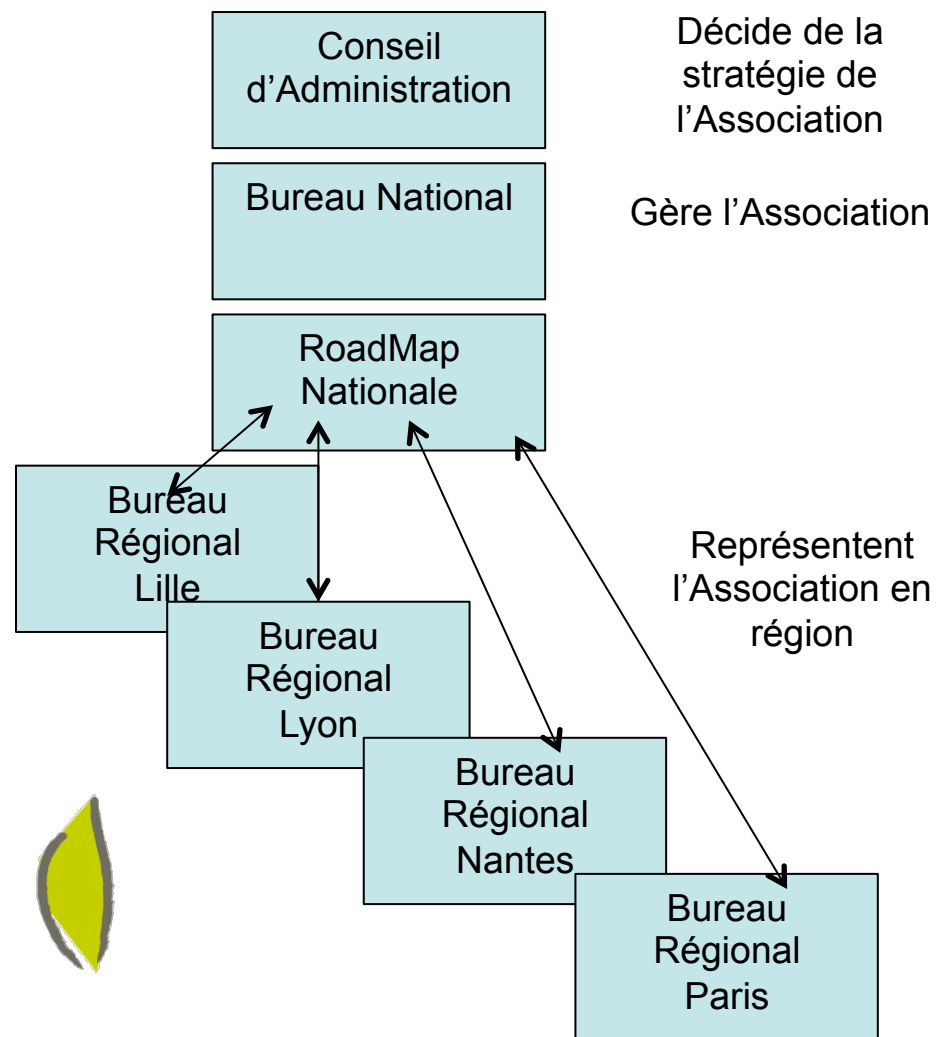 Conseil
d’Administration
Décide de la
stratégie de
l’Association
Bureau National
Gère l’Association
RoadMap
Nationale
Bureau
Régional
Lille
Représentent
l’Association en
région
Bureau
Régional
Lyon
Bureau
Régional
Nantes
Bureau
Régional
Paris